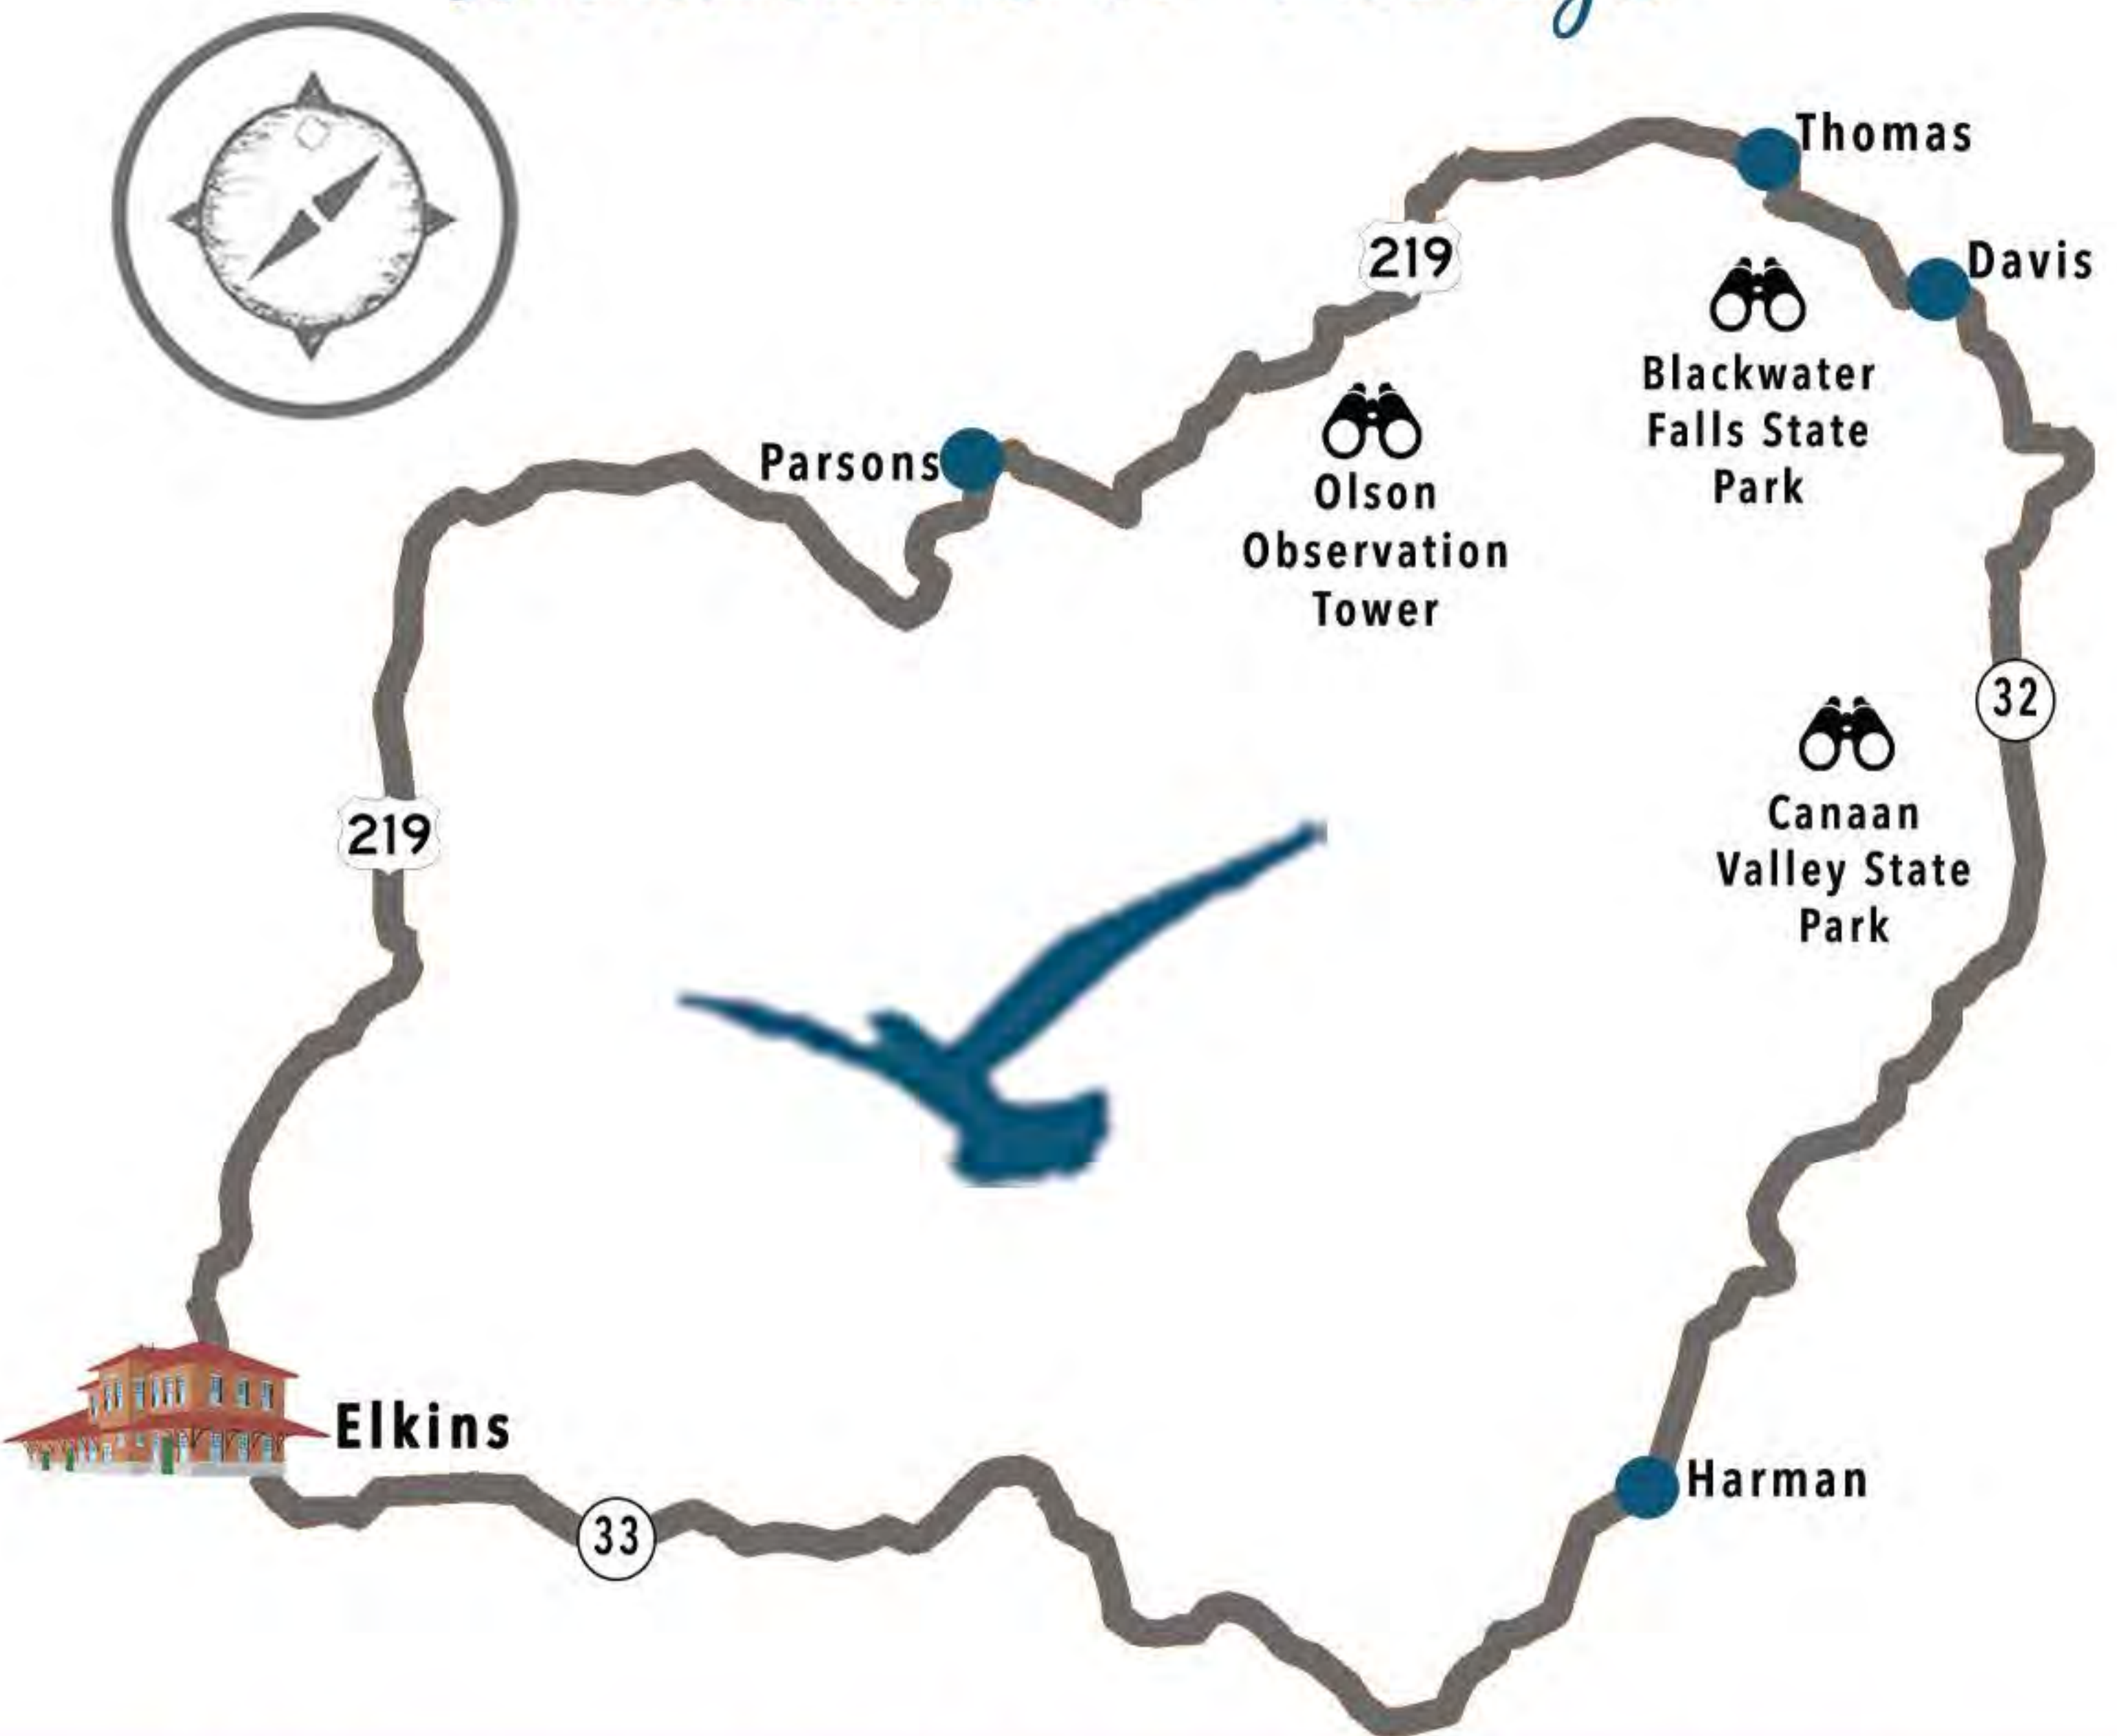 Thomas
Davis
219
Blackwater
Falls State
Park
Parsons
Olson
Observation
Tower
32
Canaan
Valley State
Park
219
Elkins
Harman
33